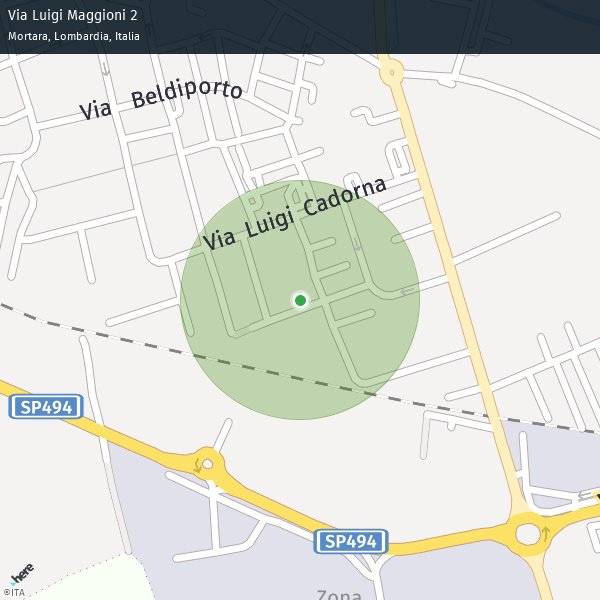 Via Luigi Maggioni 2
Mortara, Lombardia, Italia
Via Beldiporto
Via Luigi Cadorna
SP494
SP494
Zona
here
©ITA